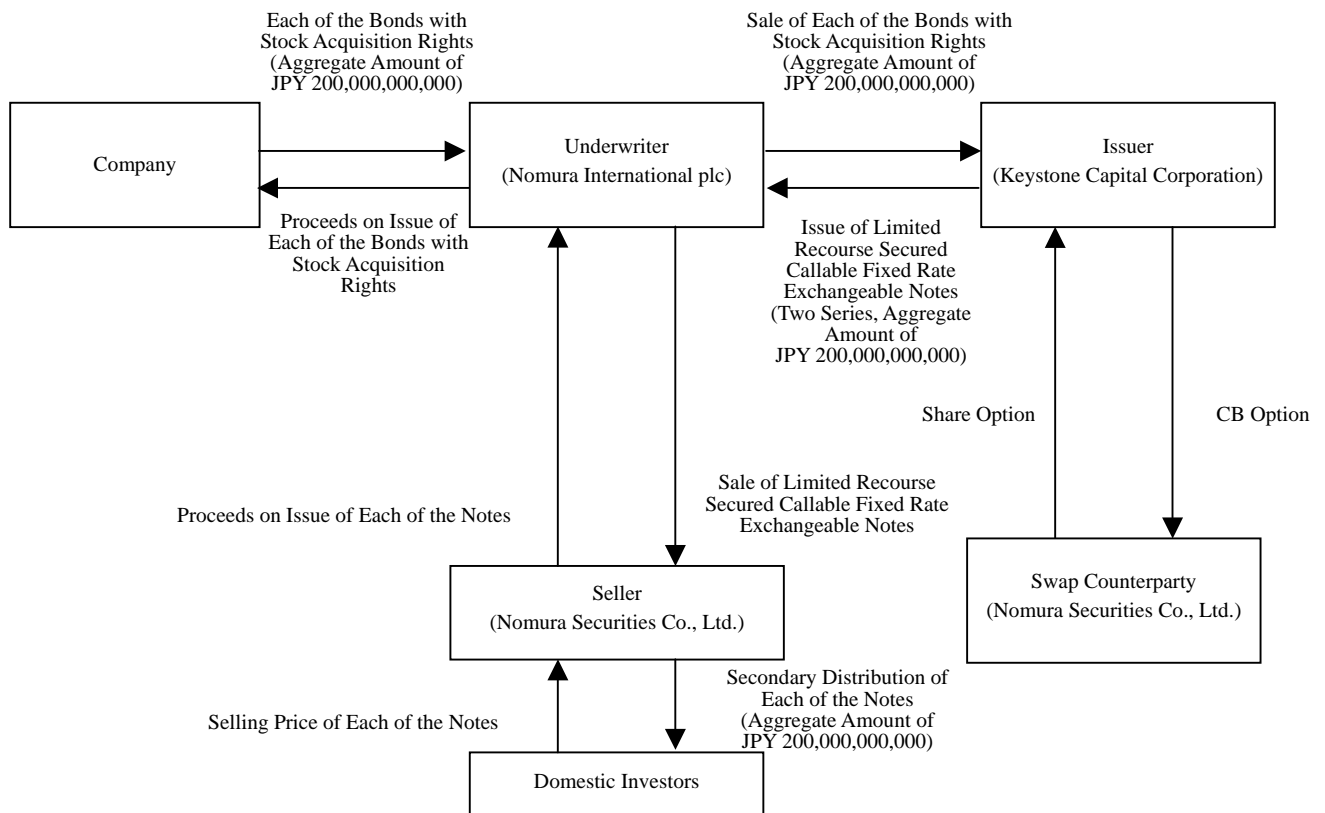 Each of the Bonds with
Stock Acquisition Rights
(Aggregate Amount of
JPY 200,000,000,000)
Sale of Each of the Bonds with
Stock Acquisition Rights
(Aggregate Amount of
JPY 200,000,000,000)
Company
Underwriter
(Nomura International plc)
Issuer
(Keystone Capital Corporation)
Proceeds on Issue of
Each of the Bonds with
Stock Acquisition
Rights
Issue of Limited
Recourse Secured
Callable Fixed Rate
Exchangeable Notes
(Two Series, Aggregate
Amount of
JPY 200,000,000,000)
Share Option
CB Option
Proceeds on Issue of Each of the Notes
Sale of Limited Recourse
Secured Callable Fixed Rate
Exchangeable Notes
Seller
(Nomura Securities Co., Ltd.)
Swap Counterparty
(Nomura Securities Co., Ltd.)
Selling Price of Each of the Notes
Secondary Distribution of
Each of the Notes
(Aggregate Amount of
JPY 200,000,000,000)
Domestic Investors